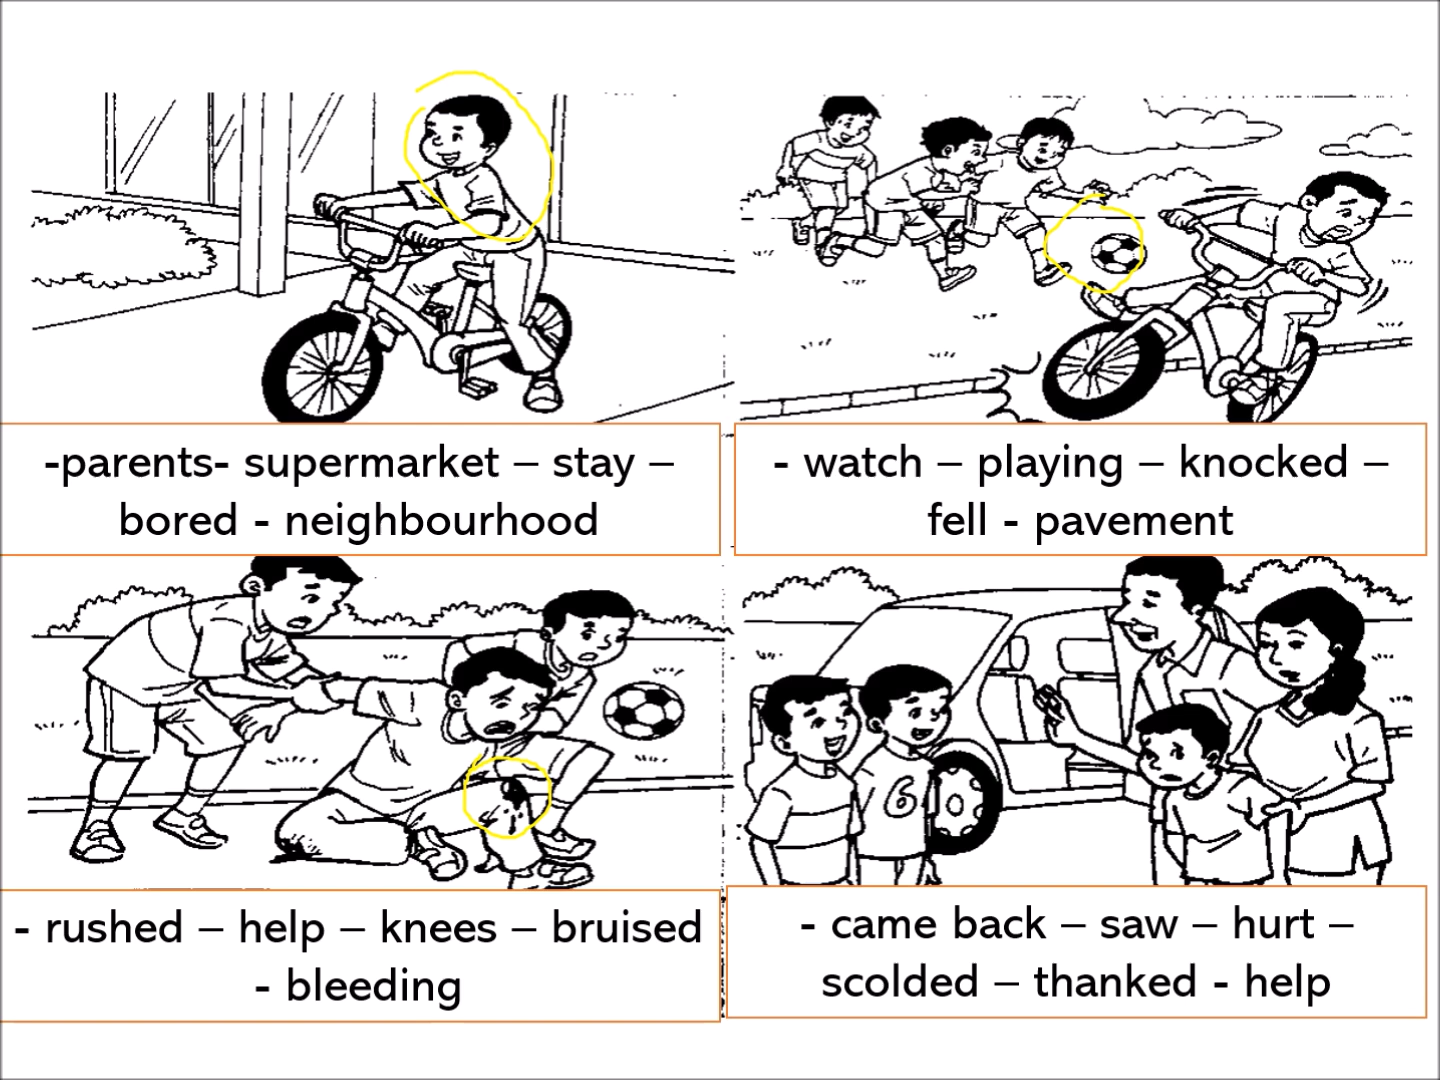 -parents- supermarket – stay –
bored - neighbourhood
- watch – playing – knocked –
fell - pavement
6
- rushed – help – knees – bruised
- bleeding
- came back – saw – hurt –
scolded – thanked - help